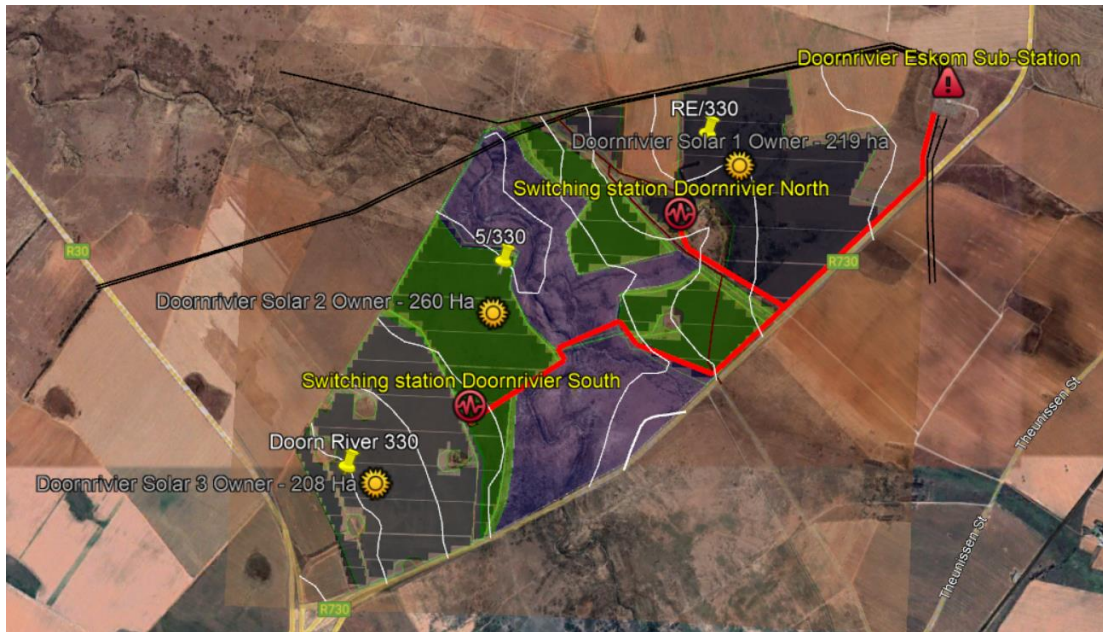 Doornrivier Eskom Sub-Station
RE/330
Doornrivier Solar 1 Owner - 219 ha
Switching station Doornrivier North
5/330
R30
R730
Doornrivier Solar 2 Owner - 260 Ha
Switching station Doornrivier South
Theunissen St
Doorn River 330
Doornrivier Solar 3 Owner - 208 Ha
Theunissen St
R730